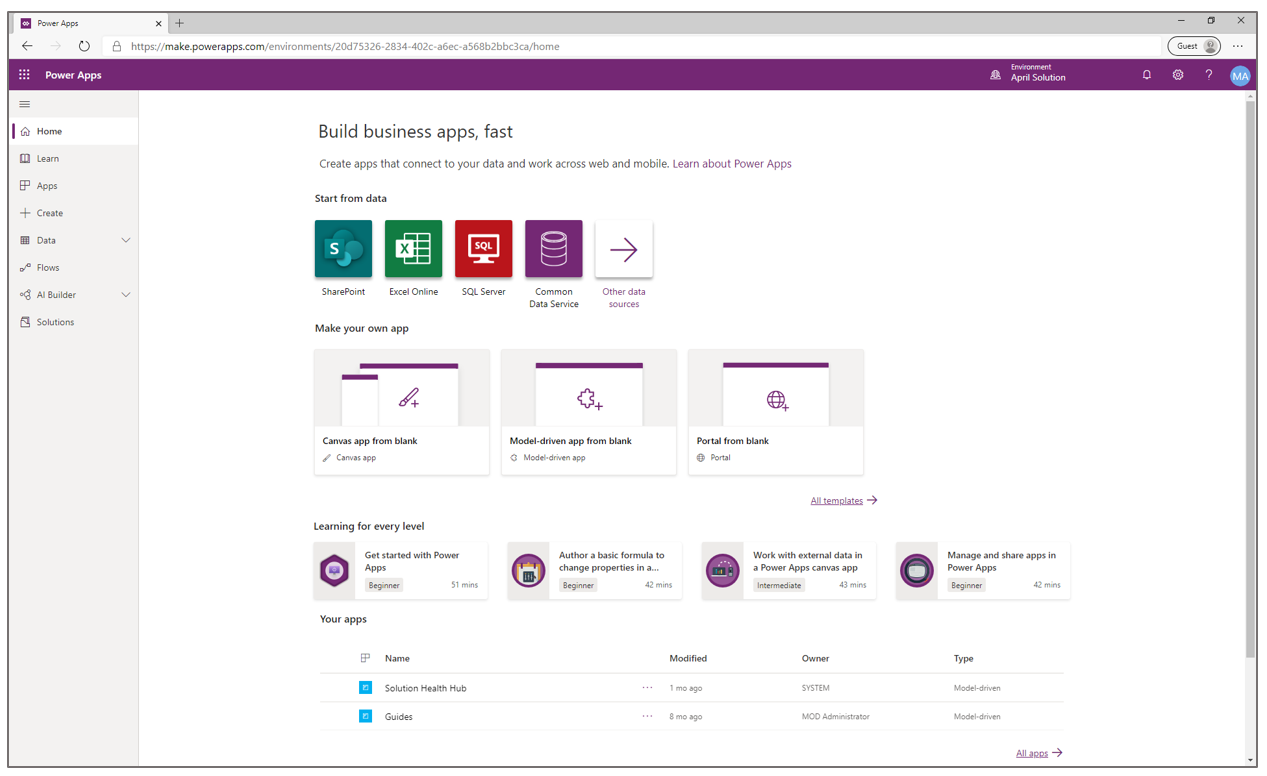 Power Apps
https://make.powerapps.com/environments/20d75326-2834-402c-a6ec-a568b2bbc3ca/home
Guest
Power Apps
Environment
April Solution
MA
Home
Learn
Apps
Create
Data
Flows
AI Builder
Solutions
Build business apps, fast
Create apps that connect to your data and work across web and mobile. Learn about Power Apps
Start from data
S
X
SQL
SharePoint
Excel Online
SQL Server
Common
Data Service
Other data
sources
Make your own app
Canvas app from blank
Canvas app
Model-driven app from blank
Model-driven app
Portal from blank
Portal
All templates
Learning for every level
Get started with Power
Apps
Beginner 51 mins
Author a basic formula to
change properties in a...
Beginner 42 mins
Work with external data in
a Power Apps canvas app
Intermediate 43 mins
Manage and share apps in
Power Apps
Beginner 42 mins
Your apps
Name Modified Owner Type
Solution Health Hub ... 1 mo ago SYSTEM Model-driven
Guides ... 8 mo ago MOD Administrator Model-driven
All apps